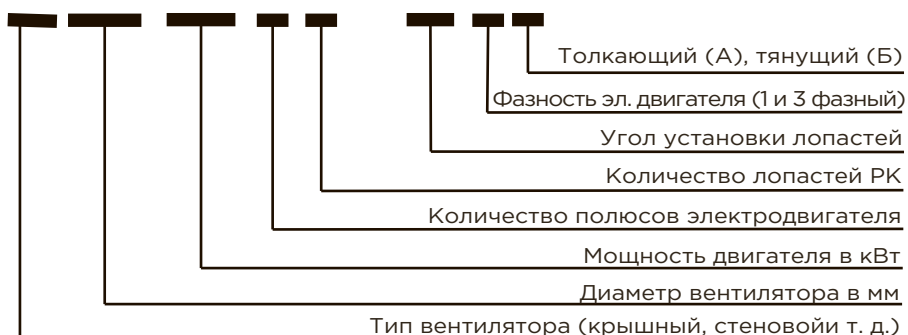 Толкающий (А), тянущий (Б)
Фазность эл. двигателя (1 и 3 фазный)
Угол установки лопастей
Количество лопастей РК
Количество полюсов электродвигателя
Мощность двигателя в кВт
Диаметр вентилятора в мм
Тип вентилятора (крышный, стеновойи т. д.)